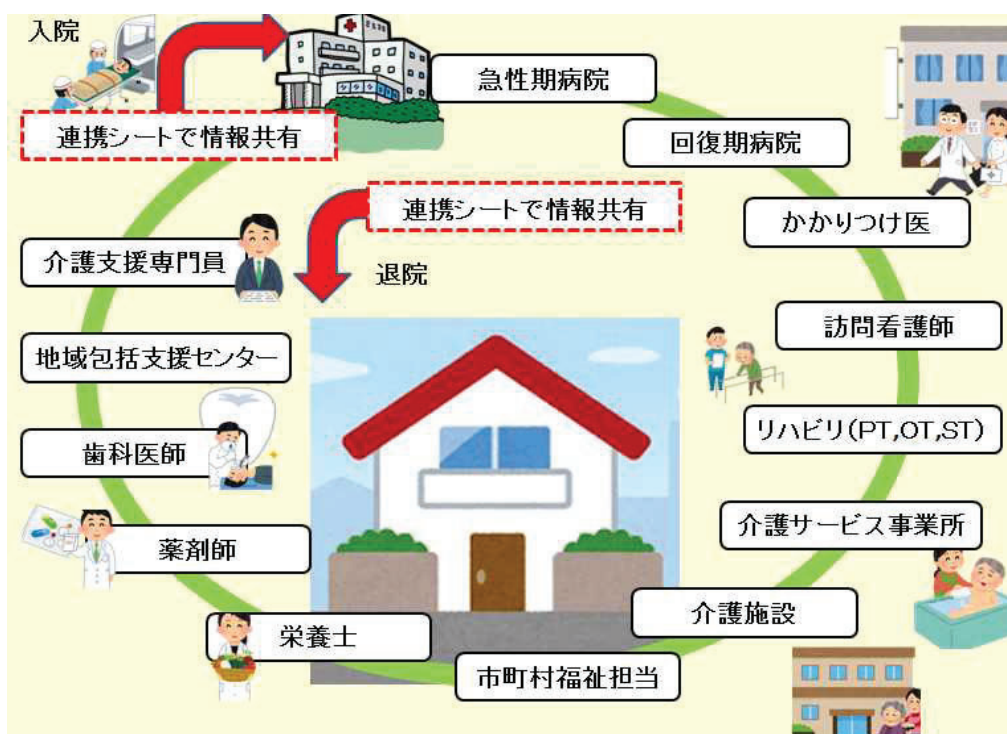 入院
急性期病院
連携シートで情報共有
回復期病院
連携シートで情報共有
かかりつけ医
介護支援専門員
退院
訪問看護師
地域包括支援センター
リハビリ(PT,OT,ST)
歯科医師
介護サービス事業所
薬剤師
介護施設
栄養士
市町村福祉担当